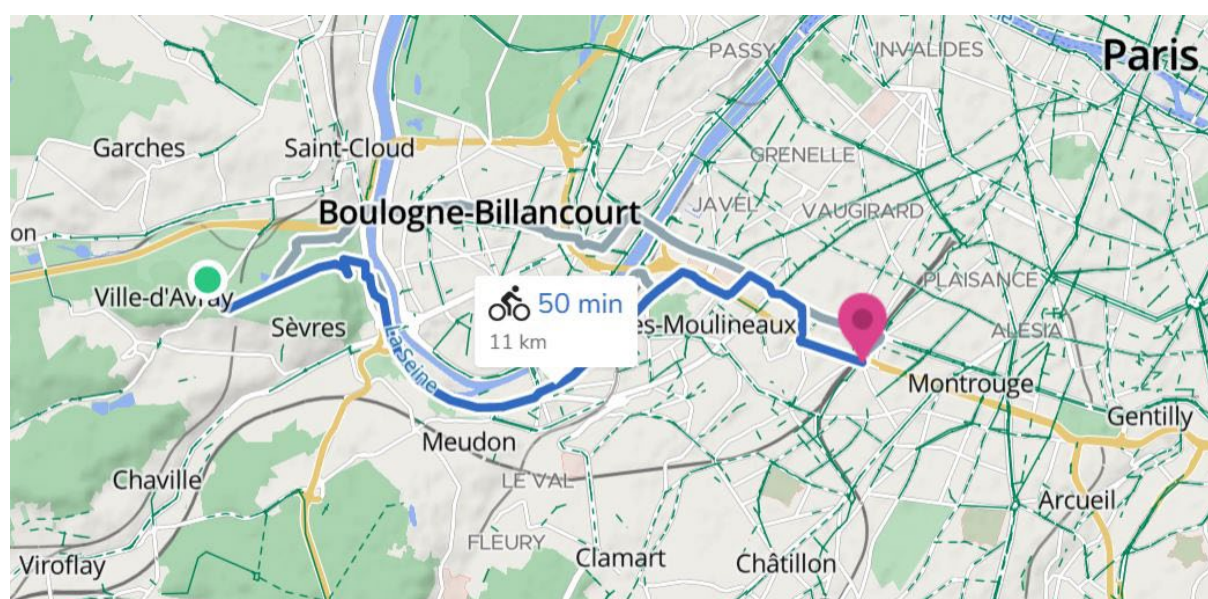 PASSY
INVALIDES
Paris
Garches
Saint-Cloud
GRENELLE
Boulogne-Billancourt
JAVEL
VAUGIRARD
on
PLAISANCE
Ville-d'Avray
50 min
11 km
Sèvres
es-Moulineaux
ALÉSIA
La Seine
Montrouge
Gentilly
Meudon
Chaville
LE VAL
Arcueil
FLEURY
Clamart
Châtillon
Viroflay